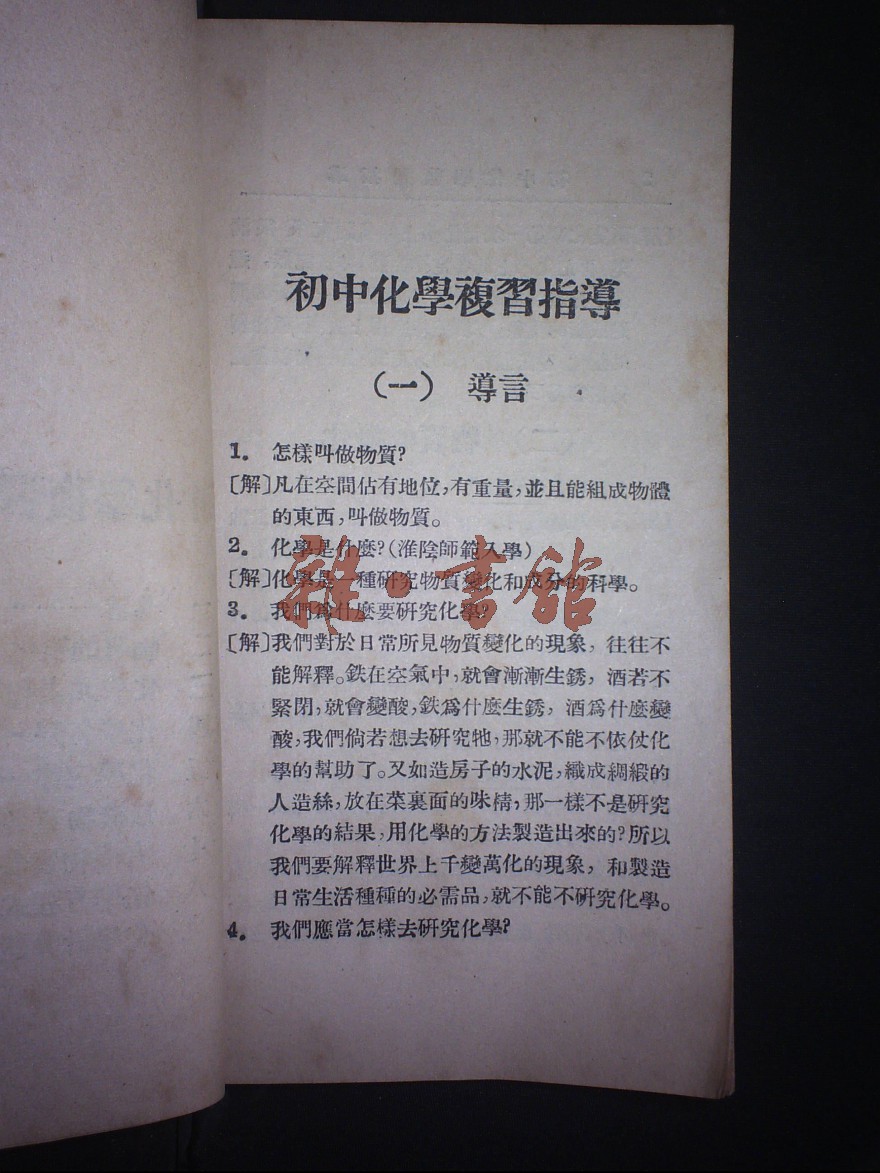 初中化學複習指導
(一) 導言
1. 怎樣叫做物質?
〔解〕凡在空間佔有地位,有重量,並且能組成物體
的東西,叫做物質。
2. 化學是什麼?(淮陰師範入學)
〔解〕化學是一種研究物質變化和成分的科學。
3. 我們爲什麼要研究化學?
〔解〕我們對於日常所見物質變化的現象,往往不
能解釋。鉄在空氣中,就會漸漸生銹,酒若不
緊閉,就會變酸,鉄爲什麼生銹,酒爲什麼變
酸,我們倘若想去研究牠,那就不能不依仗化
學的幫助了。又如造房子的水泥,織成綢緞的
人造絲,放在菜裏面的味精,那一樣不是研究
化學的結果,用化學的方法製造出來的?所以
我們要解釋世界上千變萬化的現象,和製造
日常生活種種的必需品,就不能不研究化學。
4. 我們應當怎樣去研究化學?
雜·書館